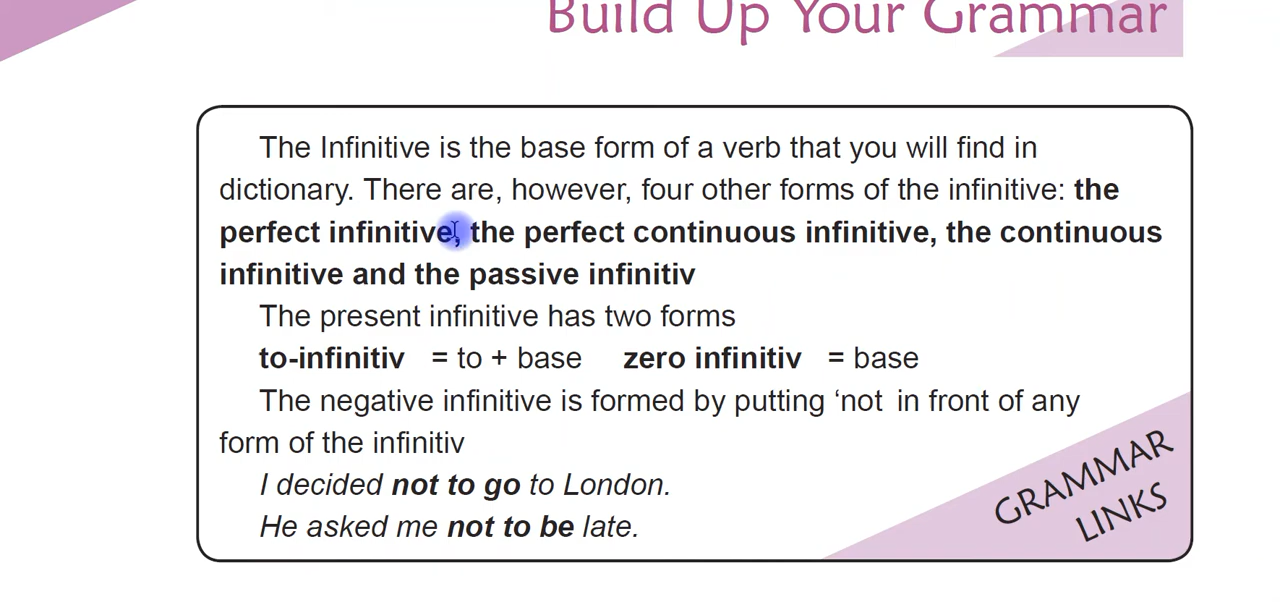 Build Up Your Grammar
The Infinitive is the base form of a verb that you will find in
dictionary. There are, however, four other forms of the infinitive: the
perfect infinitive, the perfect continuous infinitive, the continuous
infinitive and the passive infinitiv
The present infinitive has two forms
to-infinitiv = to + base zero infinitiv = base
The negative infinitive is formed by putting ‘not in front of any
form of the infinitiv
I decided not to go to London.
He asked me not to be late.
GRAMMAR
LINKS